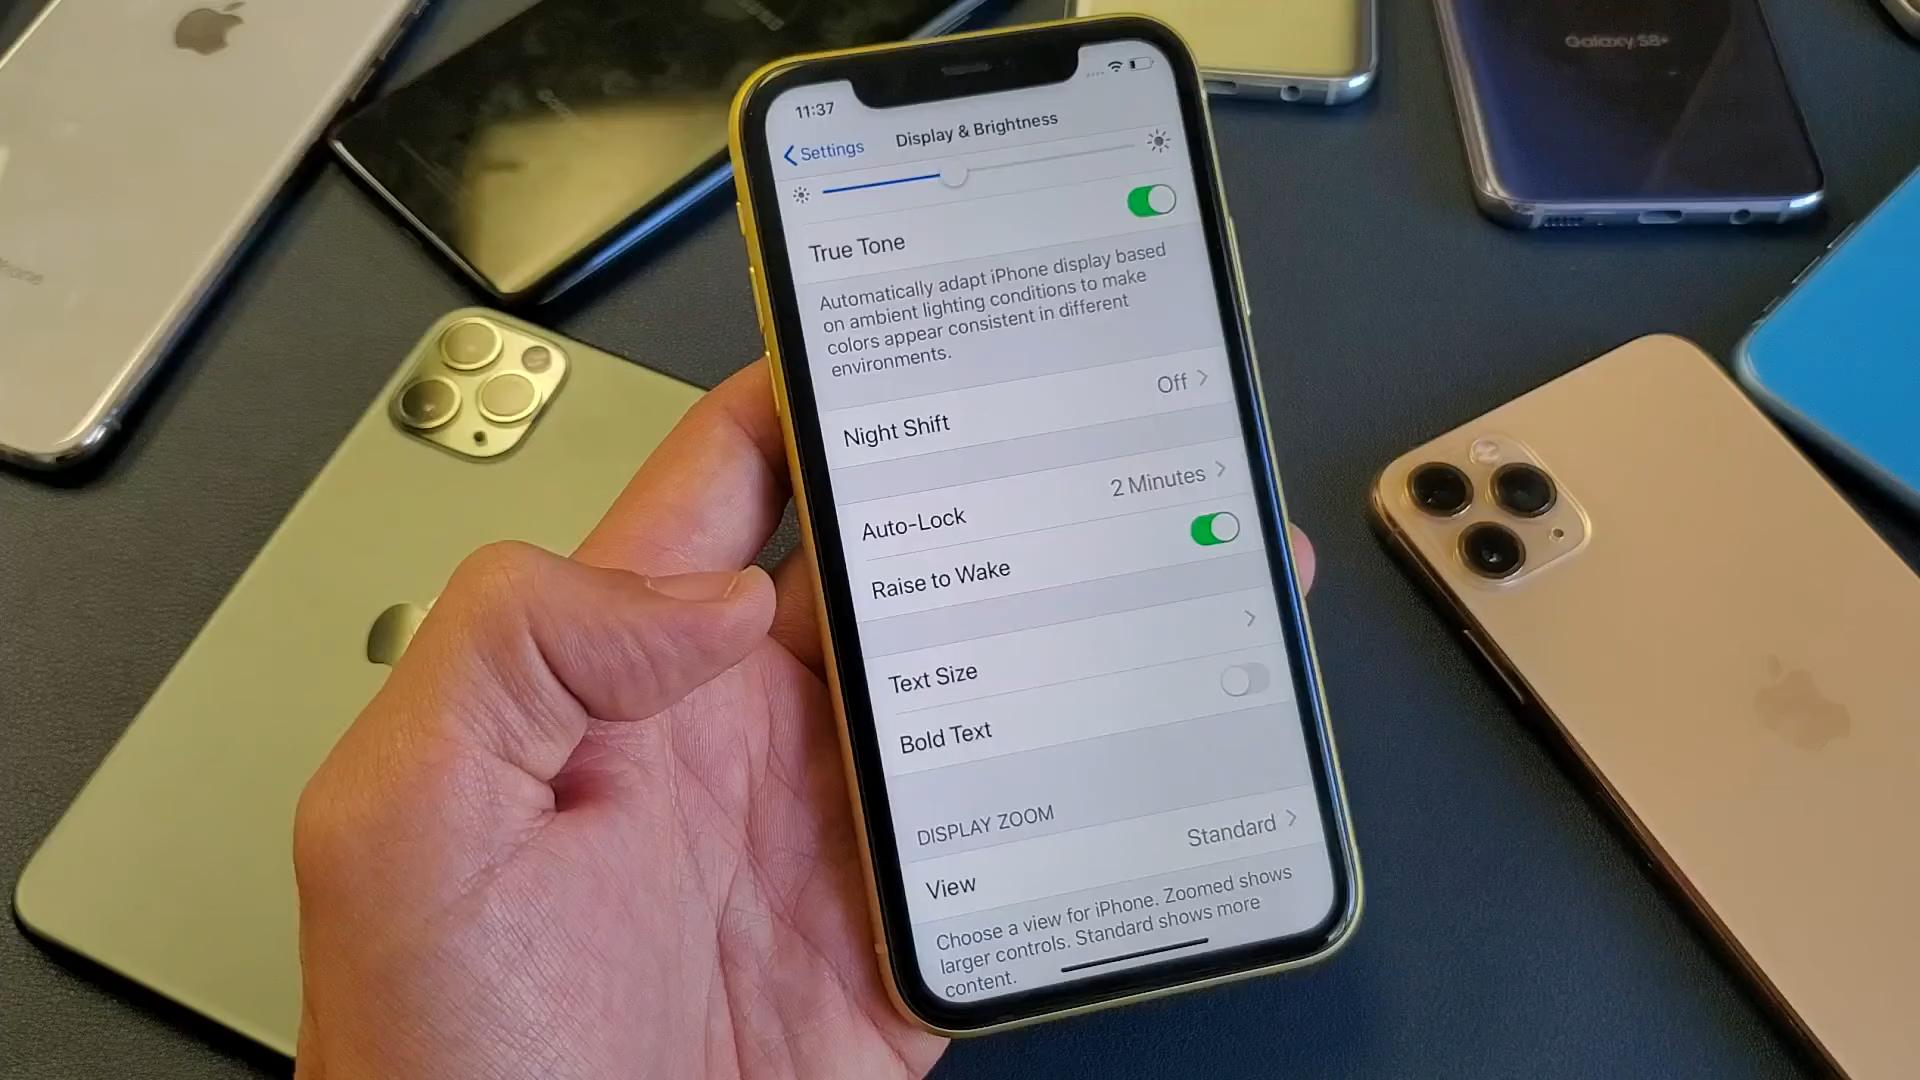 Galaxy S8+
11:37
Settings
Display & Brightness
True Tone
Automatically adapt iPhone display based
on ambient lighting conditions to make
colors appear consistent in different
environments.
Night Shift
Off
Auto-Lock
2 Minutes
Raise to Wake
Text Size
Bold Text
DISPLAY ZOOM
View
Standard
Choose a view for iPhone. Zoomed shows
larger controls. Standard shows more
content.